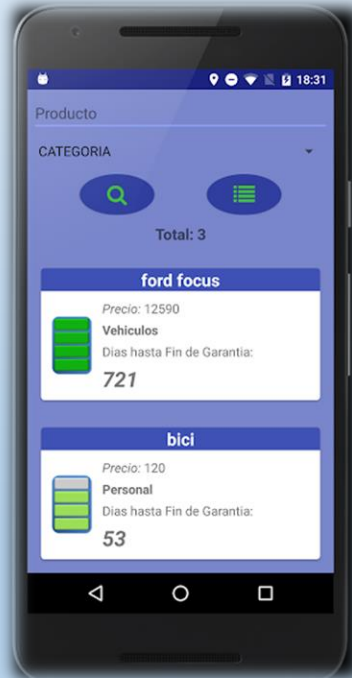 18:31
Producto
CATEGORIA
Total: 3
ford focus
Precio: 12590
Vehiculos
Dias hasta Fin de Garantia:
721
bici
Precio: 120
Personal
Dias hasta Fin de Garantia:
53